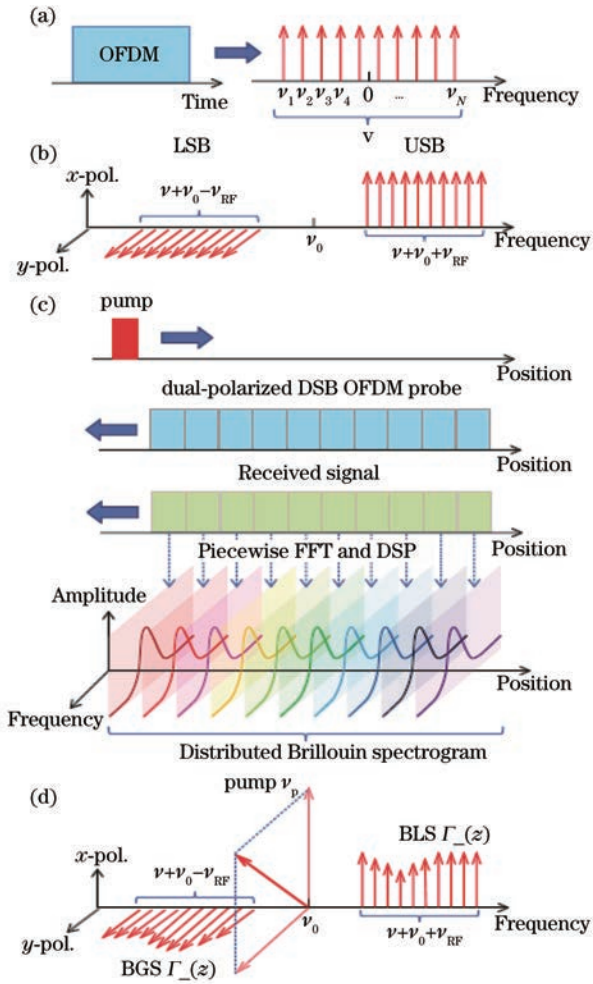 (a)
OFDM
Time
ν1 ν2 ν3 ν4 0 ... νN Frequency
v
LSB USB
(b)
x-pol.
y-pol.
ν+ν0−νRF
ν0
ν+ν0+νRF
Frequency
(c)
pump
Position
dual-polarized DSB OFDM probe
Position
Received signal
Position
Piecewise FFT and DSP
Amplitude
Position
Frequency
Distributed Brillouin spectrogram
(d)
pump νp
BLS Γ_(z)
x-pol.
ν+ν0−νRF
y-pol.
ν0
Frequency
ν+ν0+νRF
BGS Γ_(z)